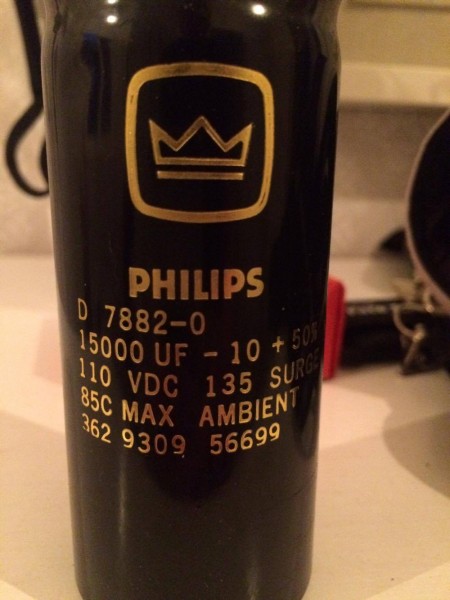 PHILIPS
D 7882-0
15000 UF -10 +50%
110 VDC 135 SURGE
85C MAX AMBIENT
362 9309 56699